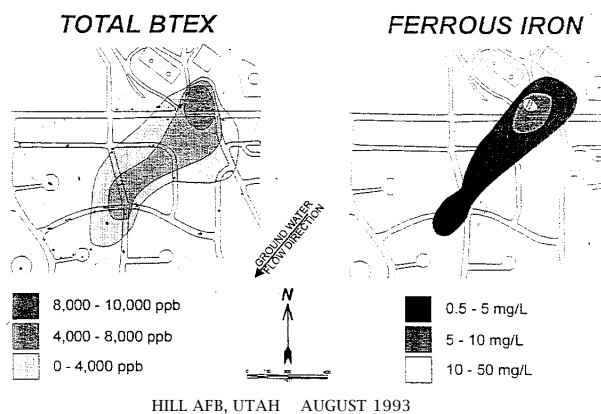 TOTAL BTEX
FERROUS IRON
GROUND WATER
FLOW DIRECTION
N
8,000 - 10,000 ppb
4,000 - 8,000 ppb
0 - 4,000 ppb
0.5 - 5 mg/L
5 - 10 mg/L
10 - 50 mg/L
HILL AFB, UTAH AUGUST 1993